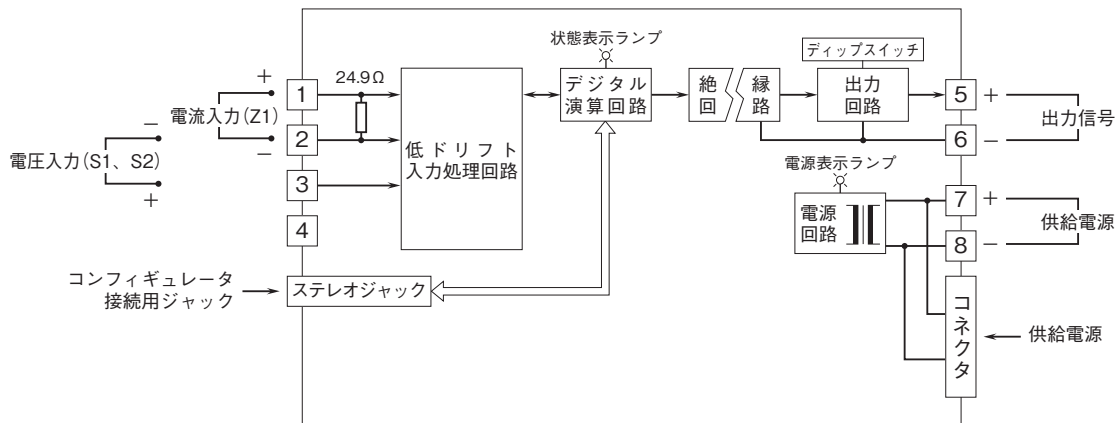 状態表示ランプ
ディップスイッチ
24.9Ω
+
1
電流入力(Z1)
−
2
−
電圧入力(S1、S2)
+
3
4
低ドリフト
入力処理回路
デジタル
演算回路
絶 縁
回 路
出力
回路
5
+
出力信号
6
−
電源表示ランプ
電源
回路
7
+
供給電源
8
−
コンフィギュレータ
接続用ジャック
ステレオジャック
コネクタ
供給電源